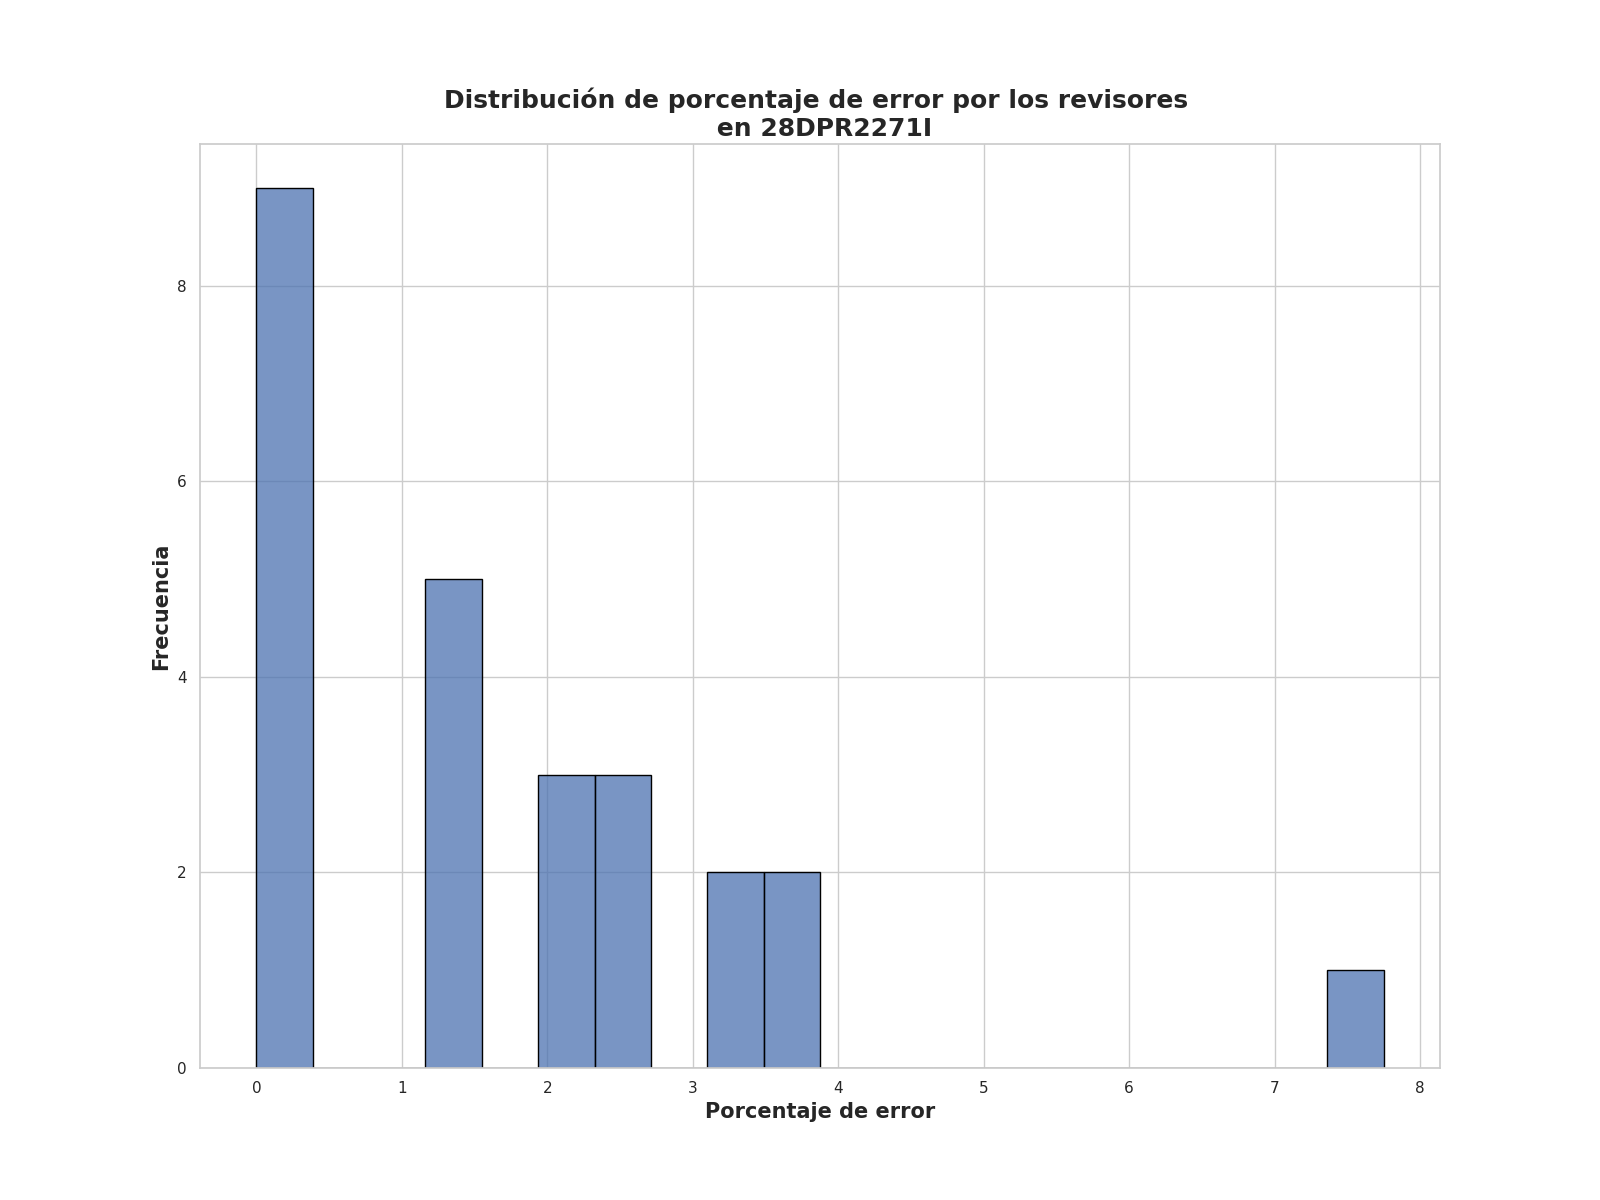 Distribución de porcentaje de error por los revisores
en 28DPR2271I
8
6
4
2
0
Frecuencia
0 1 2 3 4 5 6 7 8
Porcentaje de error